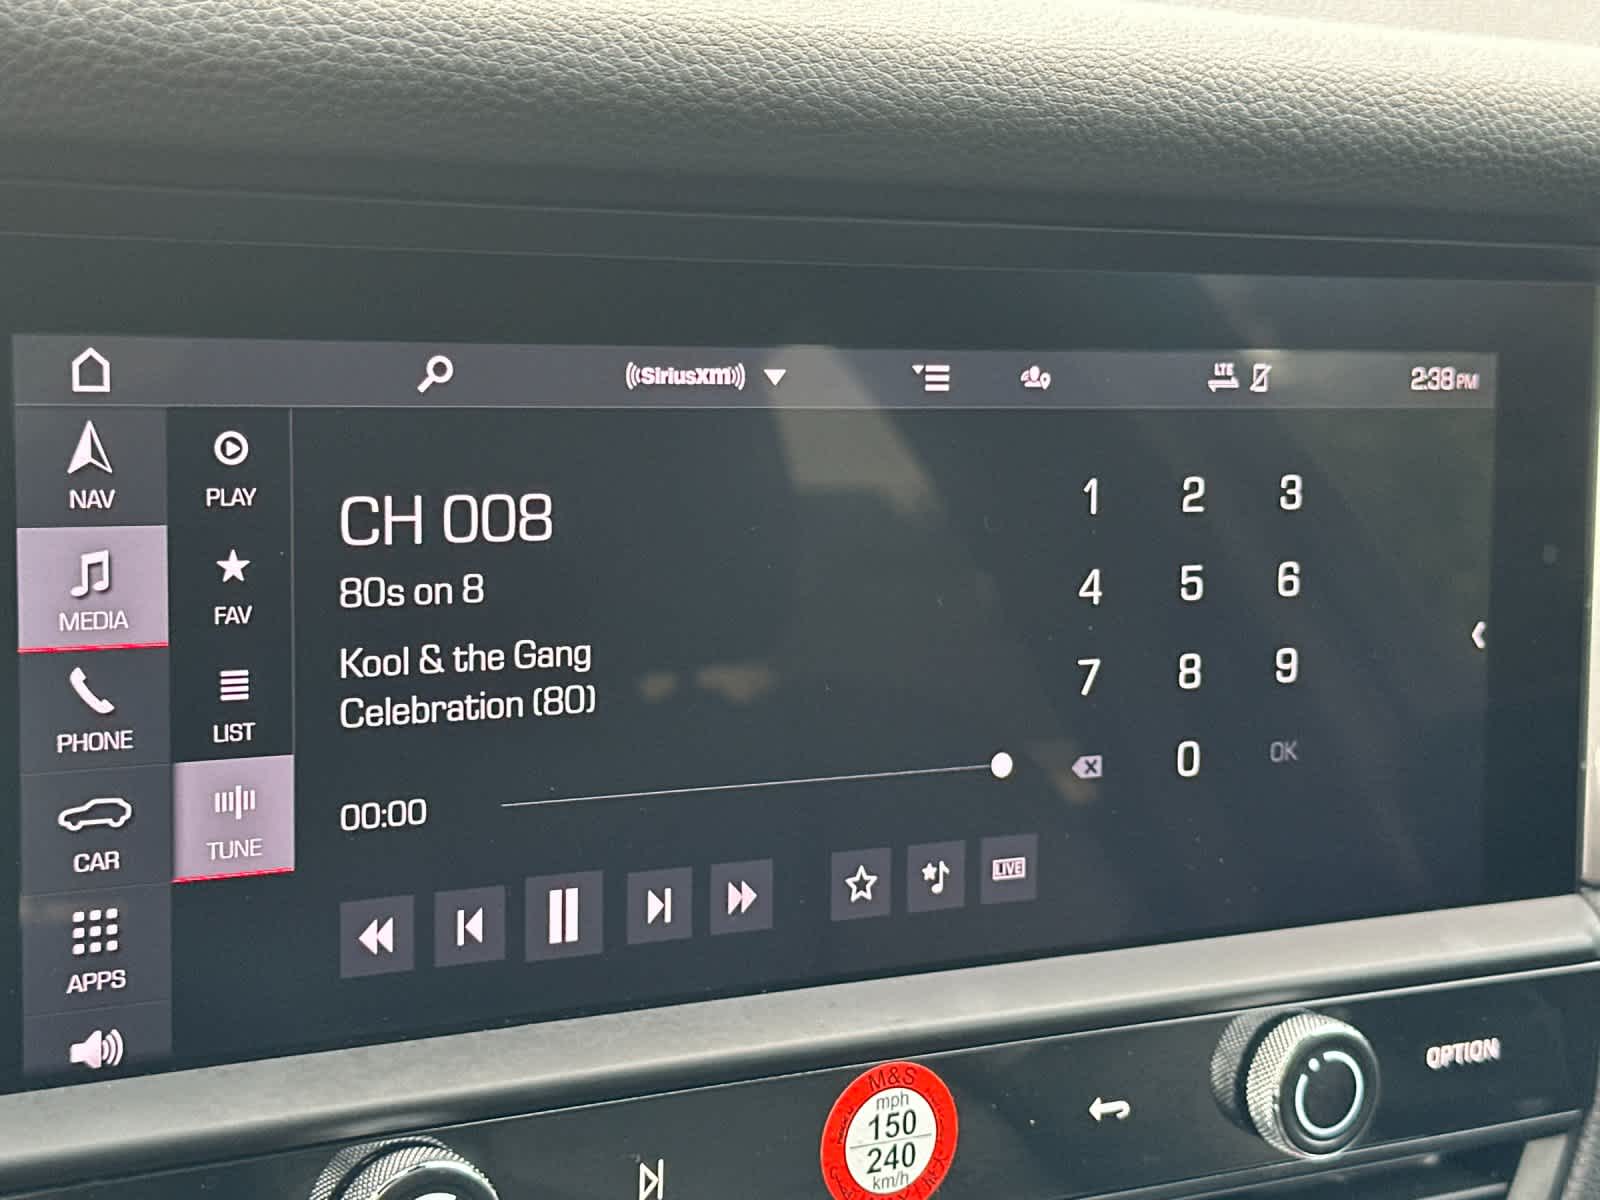 SiriusXM
LTE
2:38 PM
NAV
MEDIA
PHONE
CAR
APPS
PLAY
FAV
LIST
TUNE
CH 008
80s on 8
Kool & the Gang
Celebration (80)
00:00
LIVE
1 2 3
4 5 6
7 8 9
0 OK
OPTION
M&S
mph
150
240
km/h